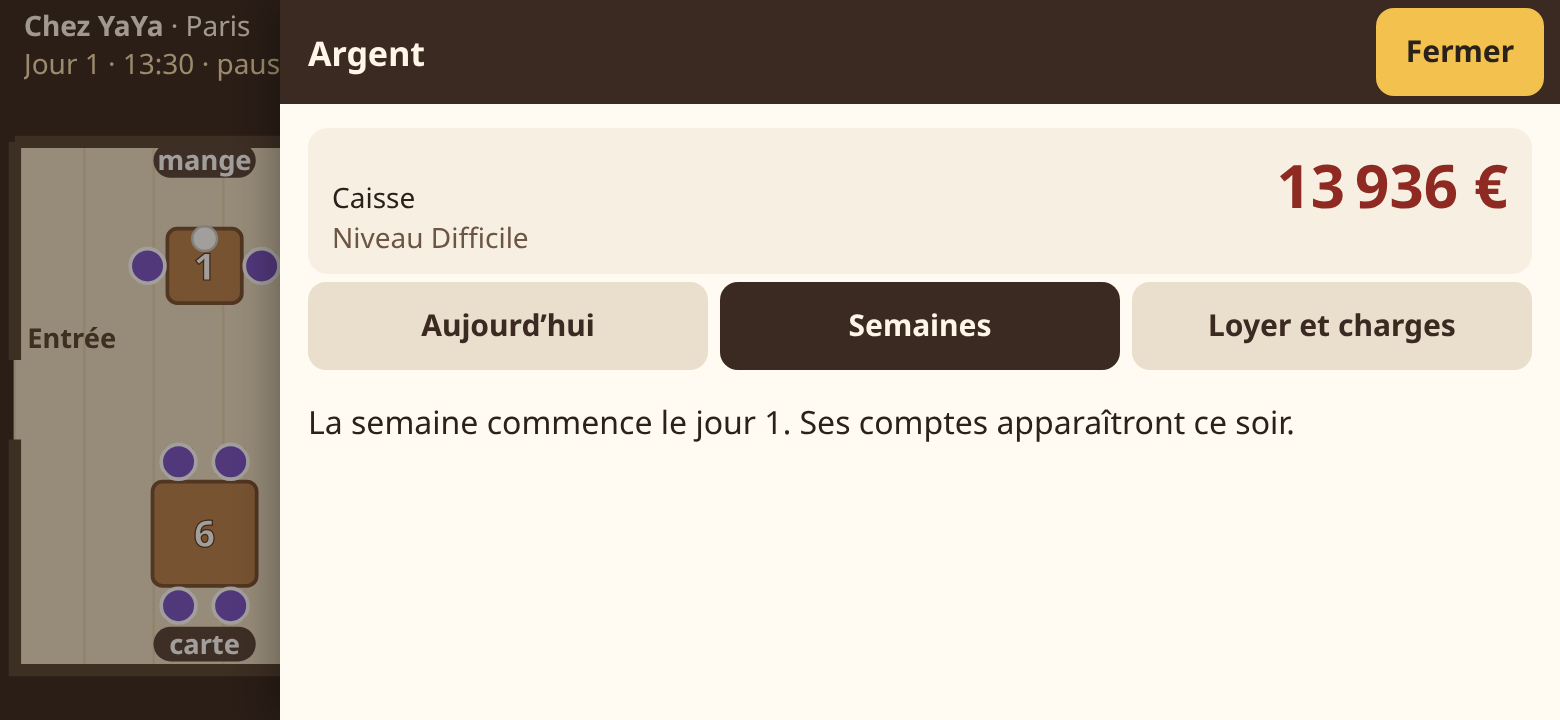 Chez YaYa · Paris
Jour 1 · 13:30 · paus
mange
1
Entrée
6
carte
Argent
Fermer
Caisse
13 936 €
Niveau Difficile
Aujourd’hui
Semaines
Loyer et charges
La semaine commence le jour 1. Ses comptes apparaîtront ce soir.